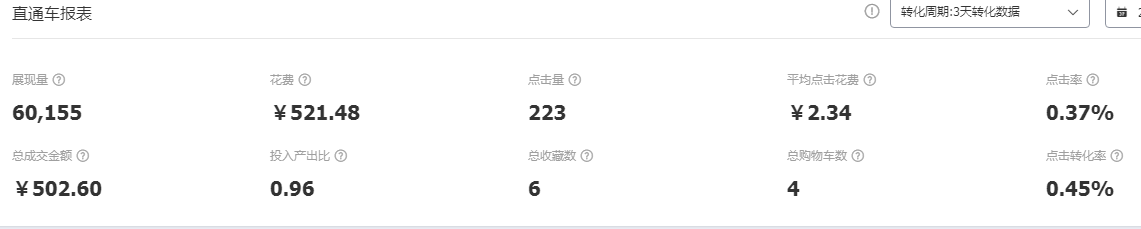 直通车报表
转化周期:3天转化数据
展现量 花费 点击量 平均点击花费 点击率
60,155 ￥521.48 223 ￥2.34 0.37%
总成交金额 投入产出比 总收藏数 总购物车数 点击转化率
￥502.60 0.96 6 4 0.45%